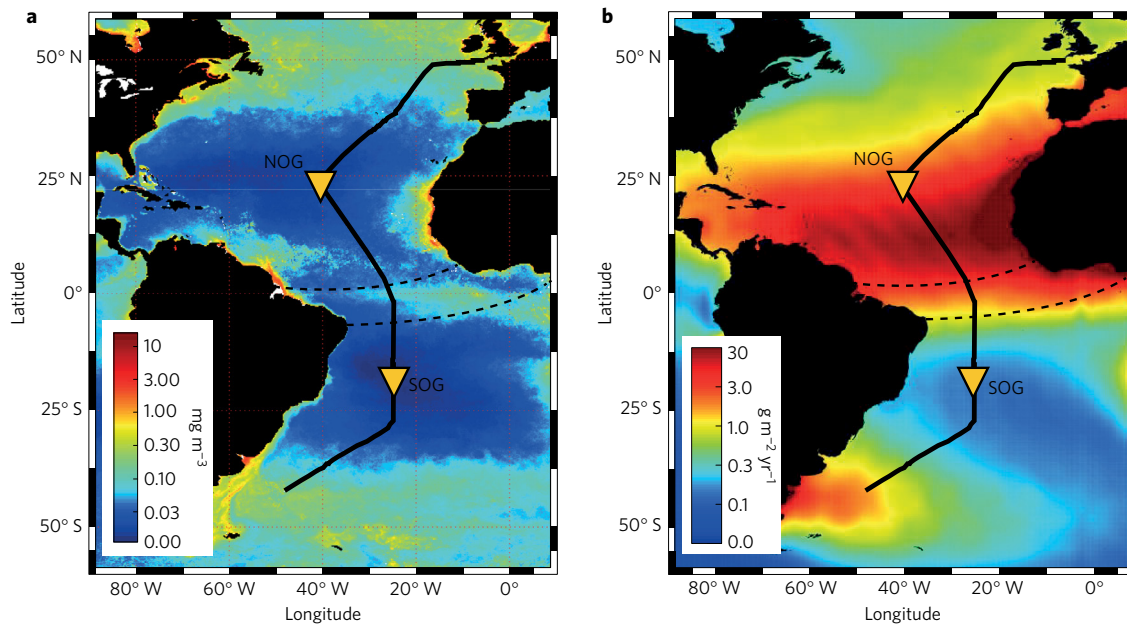 a
50° N
25° N
0°
25° S
50° S
Latitude
NOG
SOG
10
3.00
1.00
0.30
0.10
0.03
0.00
mg m⁻³
80° W
60° W
40° W
20° W
0°
Longitude
b
50° N
25° N
0°
25° S
50° S
Latitude
NOG
SOG
30
3.0
1.0
0.3
0.1
0.0
g m⁻² yr⁻¹
80° W
60° W
40° W
20° W
0°
Longitude